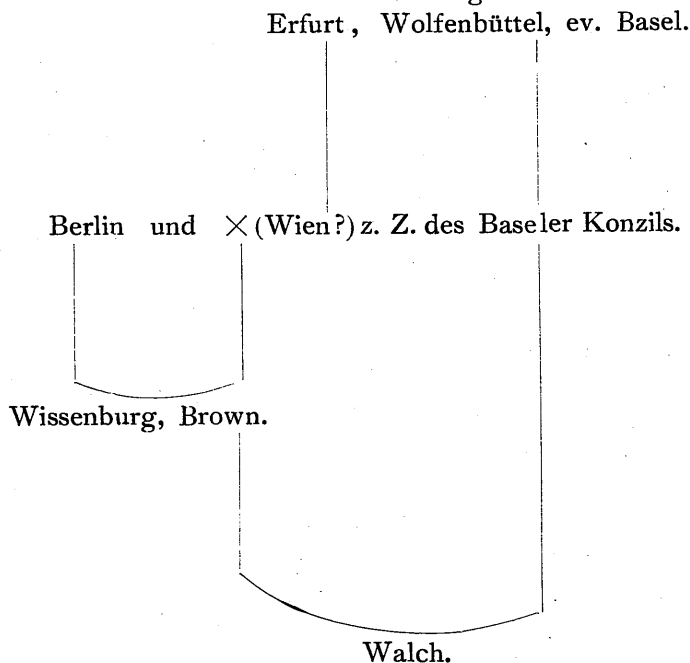 Erfurt, Wolfenbüttel, ev. Basel.
Berlin und × (Wien?) z. Z. des Baseler Konzils.
Wissenburg, Brown.
Walch.